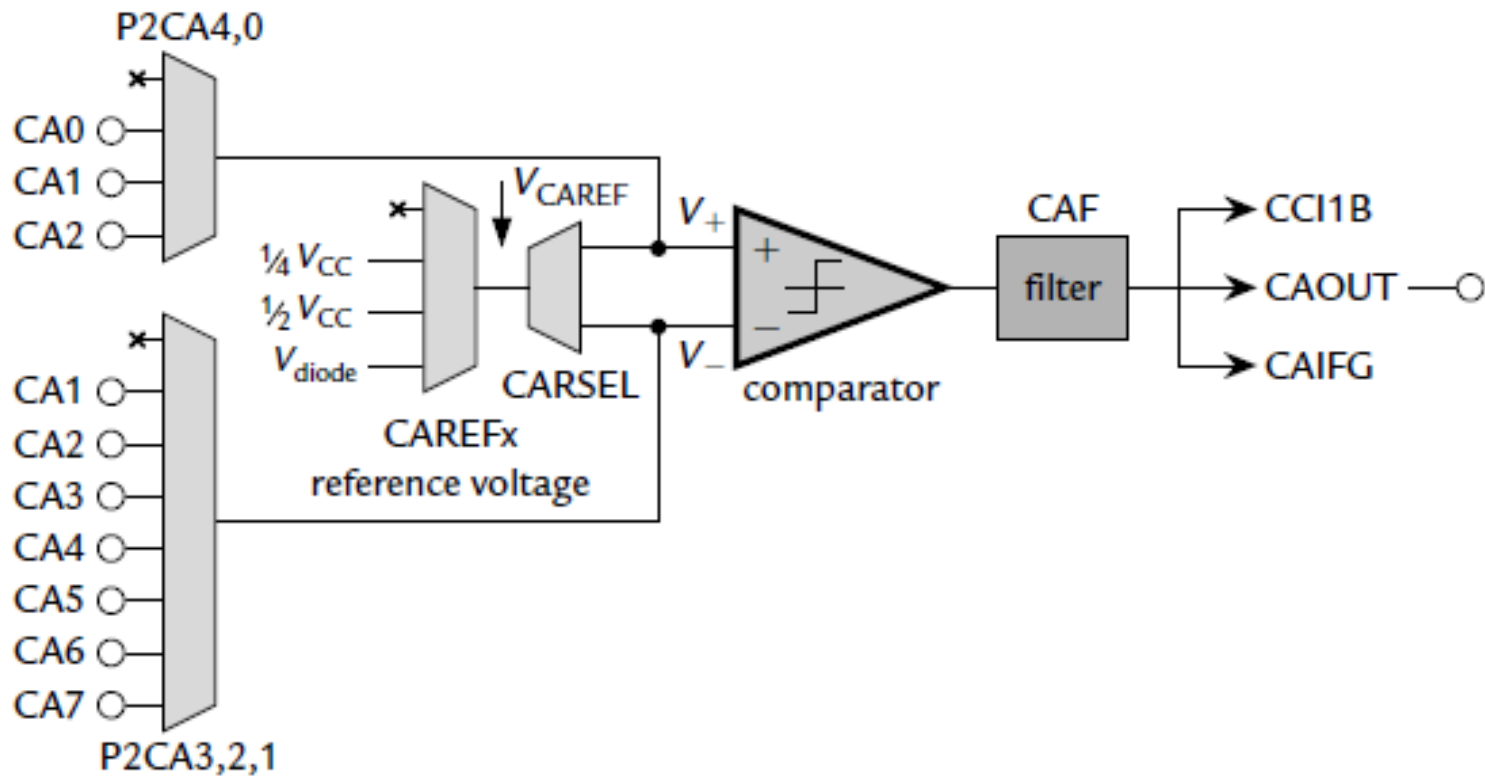 P2CA4,0
CA0
CA1
CA2
CA1
CA2
CA3
CA4
CA5
CA6
CA7
P2CA3,2,1
VCAREF
¼ VCC
½ VCC
Vdiode
CARSEL
CAREFx
reference voltage
V+
+
−
V−
comparator
CAF
filter
CCI1B
CAOUT
CAIFG